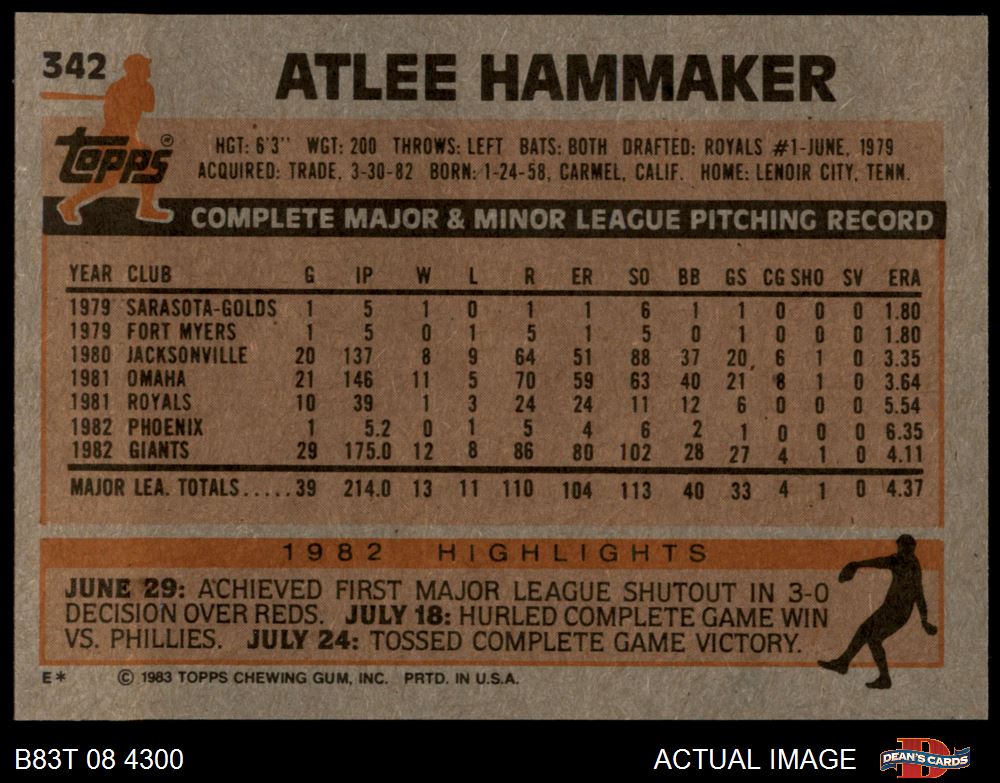 342
ATLEE HAMMAKER
topps®
HGT: 6'3" WGT: 200 THROWS: LEFT BATS: BOTH DRAFTED: ROYALS #1-JUNE, 1979
ACQUIRED: TRADE, 3-30-82 BORN: 1-24-58, CARMEL, CALIF. HOME: LENOIR CITY, TENN.
COMPLETE MAJOR & MINOR LEAGUE PITCHING RECORD
YEAR CLUB G IP W L R ER SO BB GS CG SHO SV ERA
1979 SARASOTA-GOLDS 1 5 1 0 1 1 6 1 1 0 0 0 1.80
1979 FORT MYERS 1 5 0 1 5 1 5 0 1 0 0 0 1.80
1980 JACKSONVILLE 20 137 8 9 64 51 88 37 20 6 1 0 3.35
1981 OMAHA 21 146 11 5 70 59 63 40 21 8 1 0 3.64
1981 ROYALS 10 39 1 3 24 24 11 12 6 0 0 0 5.54
1982 PHOENIX 1 5.2 0 1 5 4 6 2 1 0 0 0 6.35
1982 GIANTS 29 175.0 12 8 86 80 102 28 27 4 1 0 4.11
MAJOR LEA. TOTALS.....39 214.0 13 11 110 104 113 40 33 4 1 0 4.37
1982 HIGHLIGHTS
JUNE 29: ACHIEVED FIRST MAJOR LEAGUE SHUTOUT IN 3-0
DECISION OVER REDS. JULY 18: HURLED COMPLETE GAME WIN
VS. PHILLIES. JULY 24: TOSSED COMPLETE GAME VICTORY.
E* © 1983 TOPPS CHEWING GUM, INC. PRTD. IN U.S.A.
B83T 08 4300 ACTUAL IMAGE DEAN'S CARDS